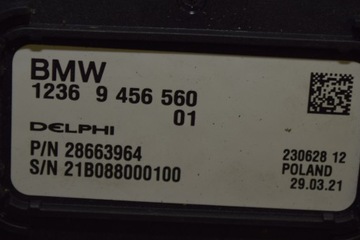 BMW
1236 9 456 560
01
DELPHI
P/N 28663964
S/N 21B088000100
230628 12
POLAND
29.03.21